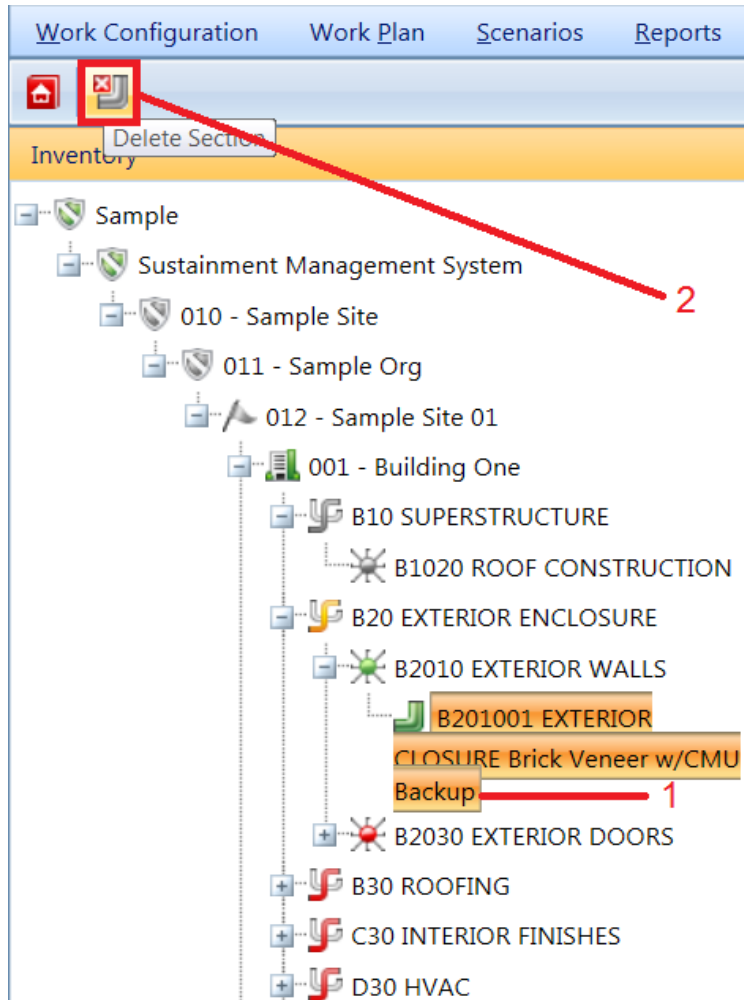 Work Configuration Work Plan Scenarios Reports
Delete Section
Inventory
Sample
Sustainment Management System
010 - Sample Site
2
011 - Sample Org
012 - Sample Site 01
001 - Building One
B10 SUPERSTRUCTURE
B1020 ROOF CONSTRUCTION
B20 EXTERIOR ENCLOSURE
B2010 EXTERIOR WALLS
B201001 EXTERIOR
CLOSURE Brick Veneer w/CMU
Backup 1
B2030 EXTERIOR DOORS
B30 ROOFING
C30 INTERIOR FINISHES
D30 HVAC